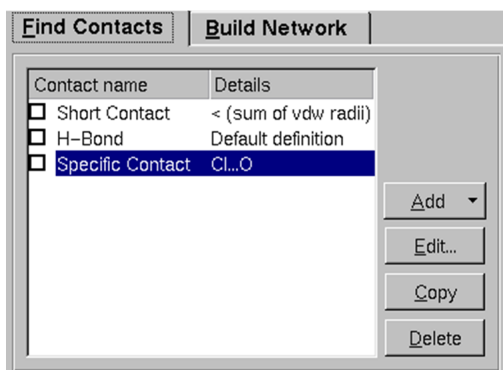 Find Contacts Build Network
Contact name Details
Short Contact < (sum of vdw radii)
H-Bond Default definition
Specific Contact Cl...O
Add
Edit...
Copy
Delete